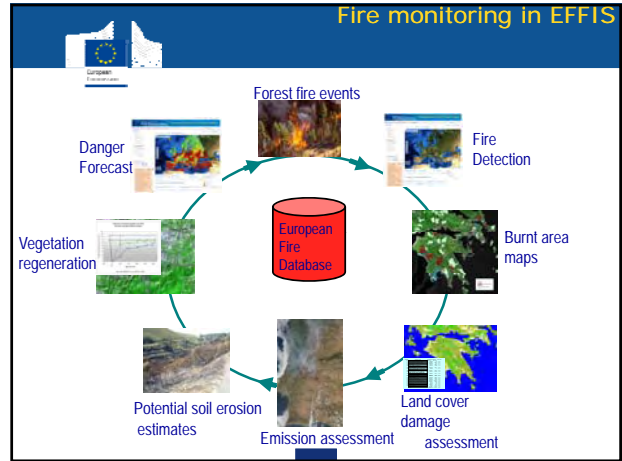 Fire monitoring in EFFIS
European
Forest fire events
Danger
Forecast
Fire
Detection
European
Fire
Database
Vegetation
regeneration
Burnt area
maps
Potential soil erosion
estimates
Emission assessment
Land cover
damage
assessment